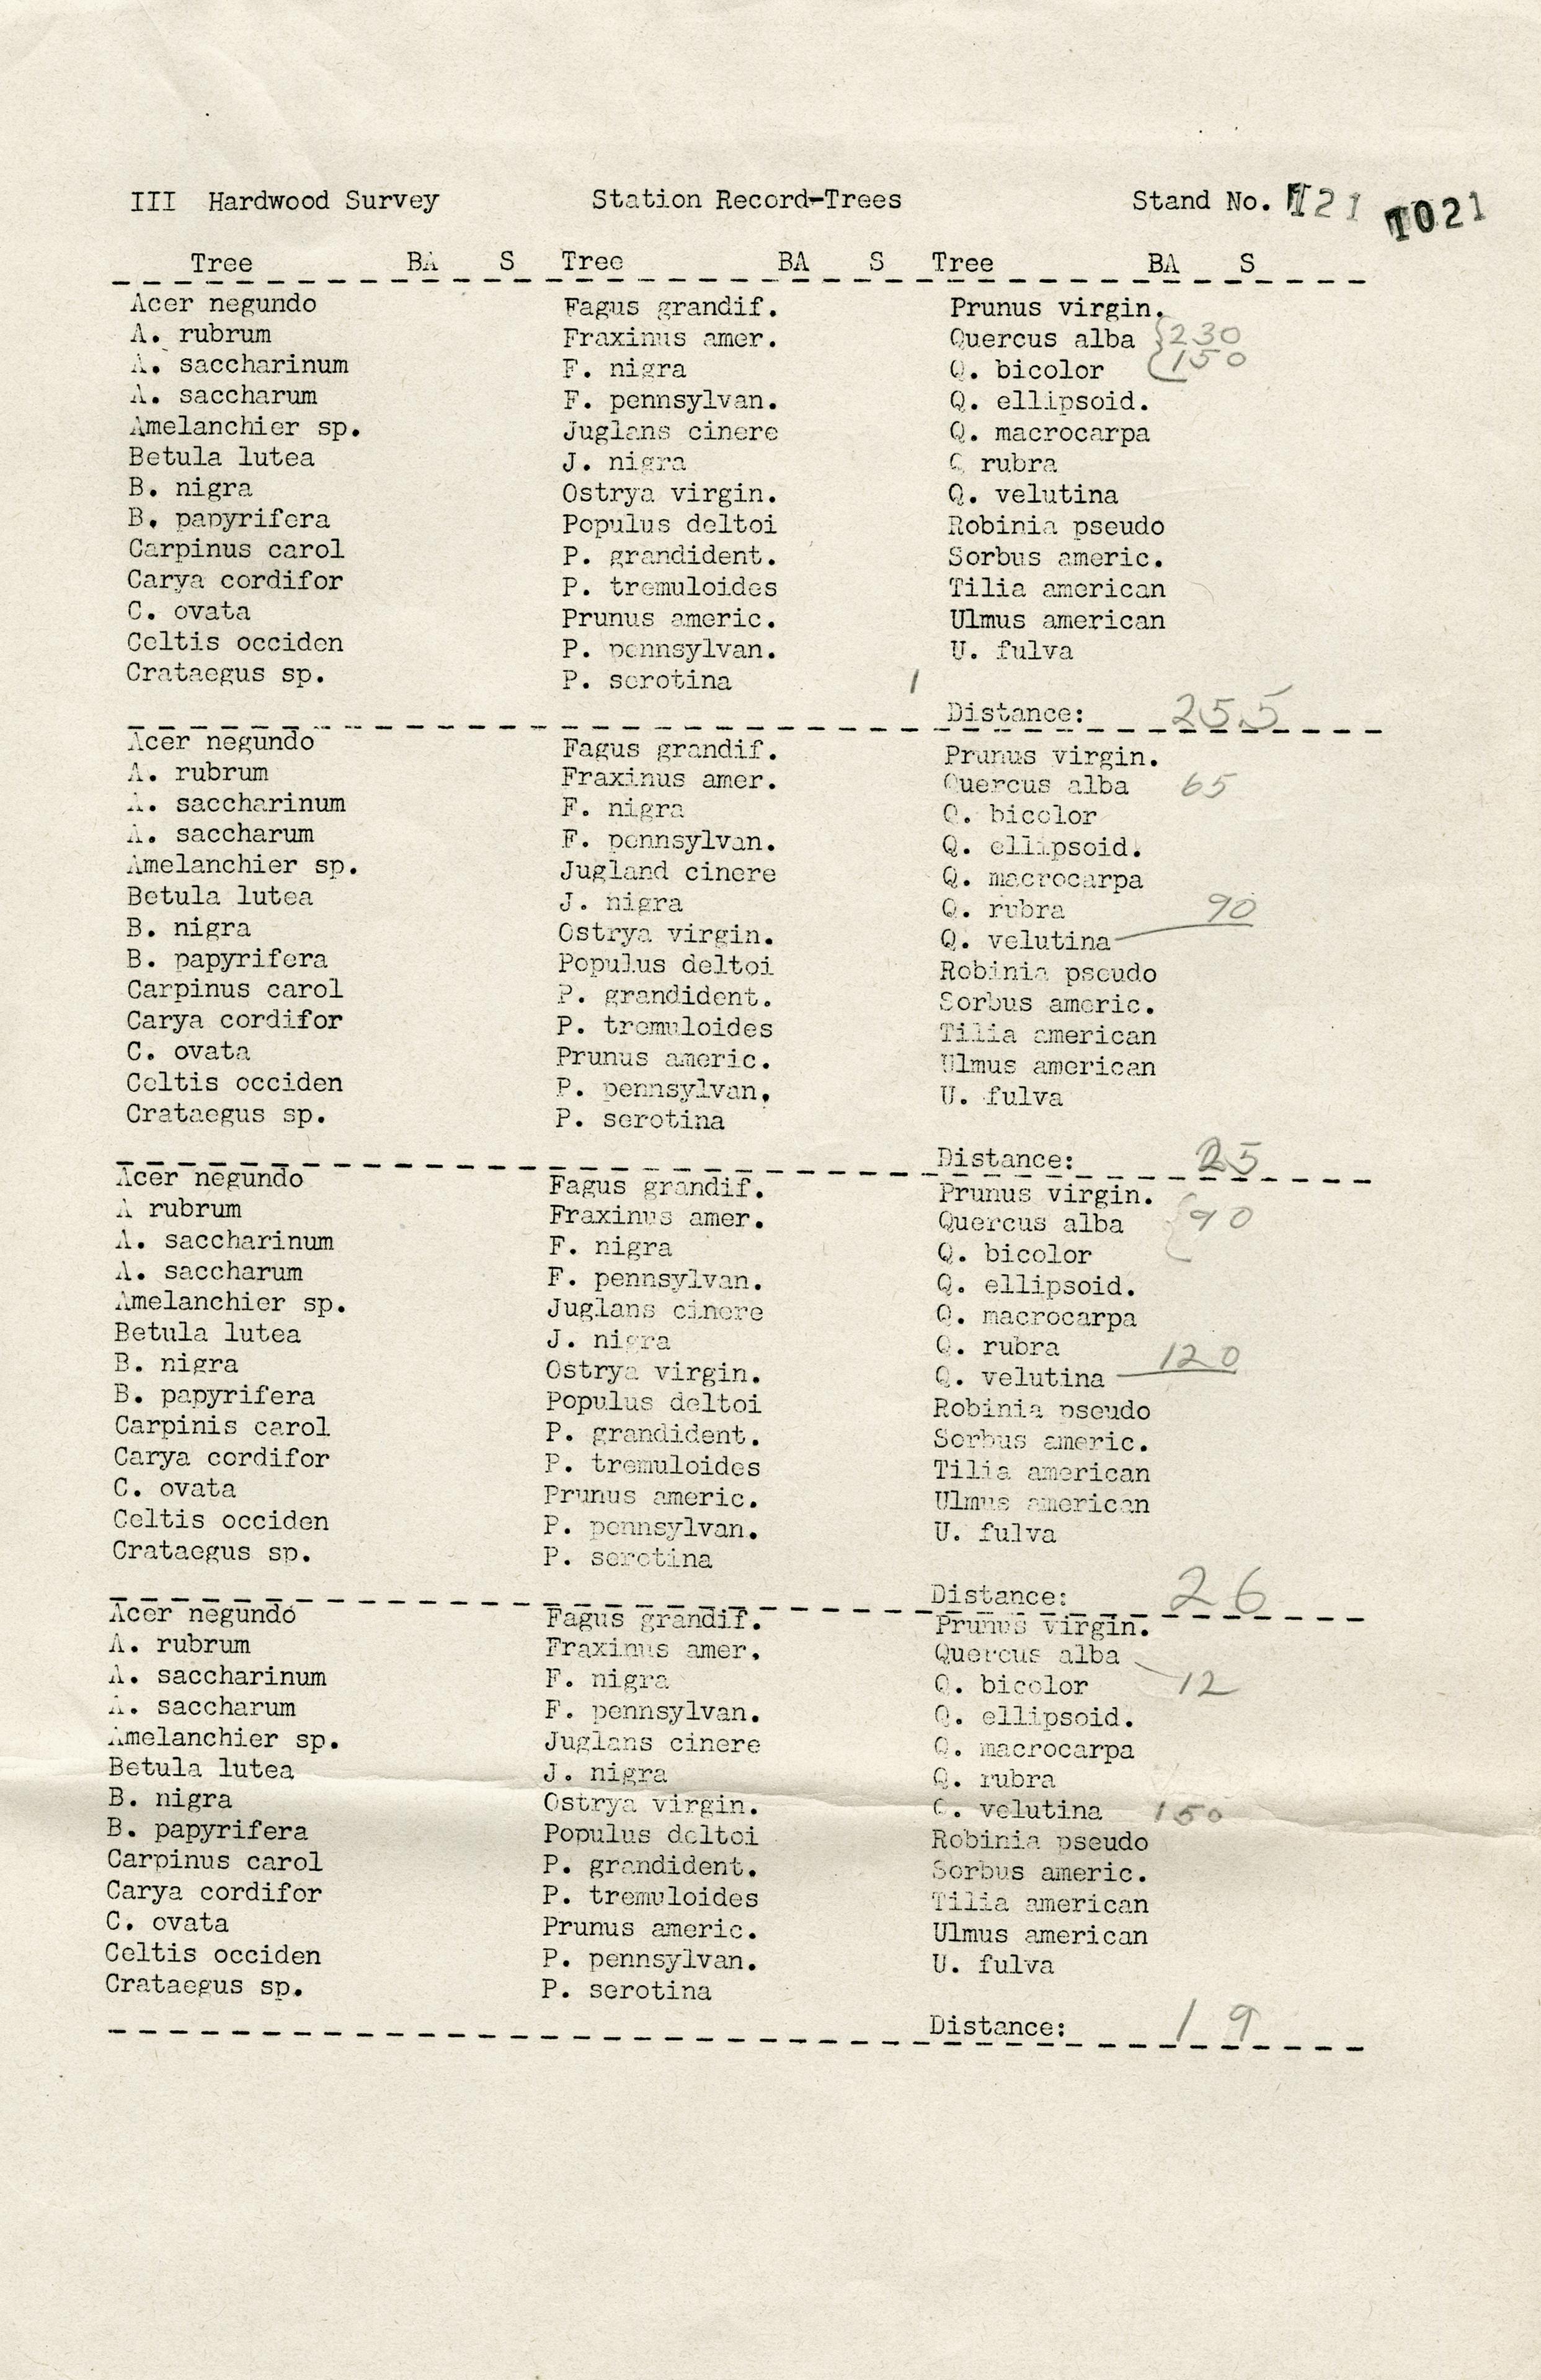 III Hardwood Survey Station Record-Trees Stand No. 121 1021
Tree BA S Tree BA S Tree BA S
Acer negundo Fagus grandif. Prunus virgin.
A. rubrum Fraxinus amer. Quercus alba 230
A. saccharinum F. nigra Q. bicolor 150
A. saccharum F. pennsylvan. Q. ellipsoid.
Amelanchier sp. Juglans cinere Q. macrocarpa
Betula lutea J. nigra Q rubra
B. nigra Ostrya virgin. Q. velutina
B. papyrifera Populus deltoi Robinia pseudo
Carpinus carol P. grandident. Sorbus americ.
Carya cordifor P. tremuloides Tilia american
C. ovata Prunus americ. Ulmus american
Celtis occiden P. pennsylvan. U. fulva
Crataegus sp. P. serotina
Distance: 25.5
Acer negundo Fagus grandif. Prunus virgin.
A. rubrum Fraxinus amer. Quercus alba 65
A. saccharinum F. nigra Q. bicolor
A. saccharum F. pennsylvan. Q. ellipsoid.
Amelanchier sp. Jugland cinere Q. macrocarpa
Betula lutea J. nigra Q. rubra 90
B. nigra Ostrya virgin. Q. velutina
B. papyrifera Populus deltoi Robinia pseudo
Carpinus carol P. grandident. Sorbus americ.
Carya cordifor P. tremuloides Tilia american
C. ovata Prunus americ. Ulmus american
Celtis occiden P. pennsylvan. U. fulva
Crataegus sp. P. serotina
Distance: 25
Acer negundo Fagus grandif. Prunus virgin.
A rubrum Fraxinus amer. Quercus alba 90
A. saccharinum F. nigra Q. bicolor
A. saccharum F. pennsylvan. Q. ellipsoid.
Amelanchier sp. Juglans cinere Q. macrocarpa
Betula lutea J. nigra Q. rubra 120
B. nigra Ostrya virgin. Q. velutina
B. papyrifera Populus deltoi Robinia pseudo
Carpinis carol P. grandident. Sorbus americ.
Carya cordifor P. tremuloides Tilia american
C. ovata Prunus americ. Ulmus american
Celtis occiden P. pennsylvan. U. fulva
Crataegus sp. P. serotina
Distance: 26
Acer negundo Fagus grandif. Prunus virgin.
A. rubrum Fraxinus amer. Quercus alba
A. saccharinum F. nigra Q. bicolor 12
A. saccharum F. pennsylvan. Q. ellipsoid.
Amelanchier sp. Juglans cinere Q. macrocarpa
Betula lutea J. nigra Q. rubra
B. nigra Ostrya virgin. Q. velutina 150
B. papyrifera Populus deltoi Robinia pseudo
Carpinus carol P. grandident. Sorbus americ.
Carya cordifor P. tremuloides Tilia american
C. ovata Prunus americ. Ulmus american
Celtis occiden P. pennsylvan. U. fulva
Crataegus sp. P. serotina
Distance: 19